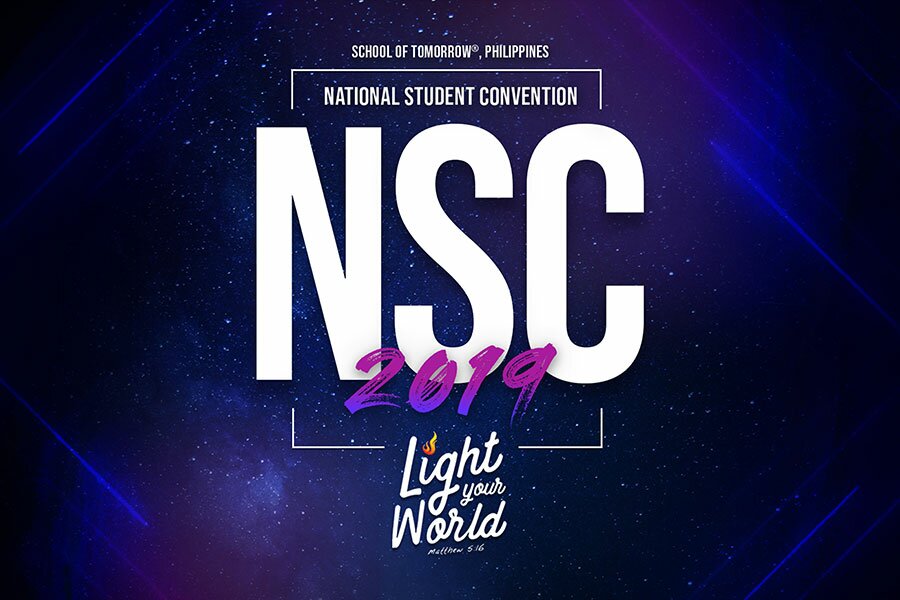 SCHOOL OF TOMORROW®, PHILIPPINES
NATIONAL STUDENT CONVENTION
NSC
2019
Light
your
World
Matthew 5:16